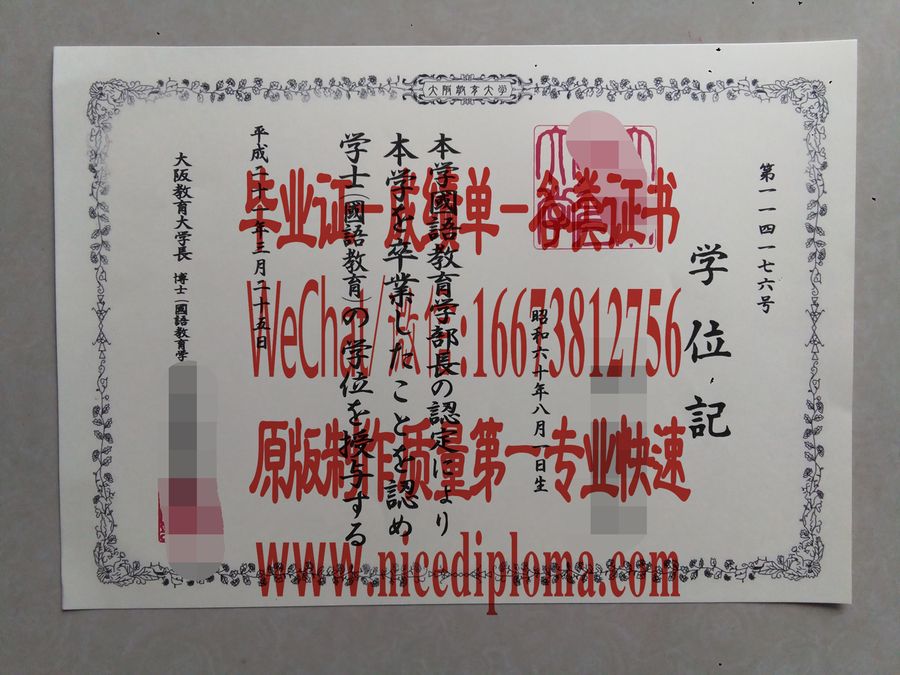 大阪教育大学
第一一四一七六号
学位記
昭和六十年八月一日生
本学國語教育学部長の認定により
本学を卒業したことを認め
学士(國語教育)の学位を授与する
平成二十二年三月二十五日
大阪教育大学長 博士(國語教育学
毕业证-成绩单-各类证书
WeChat/微信:16673812756
原版制作质量第一专业快速
www.nicediploma.com